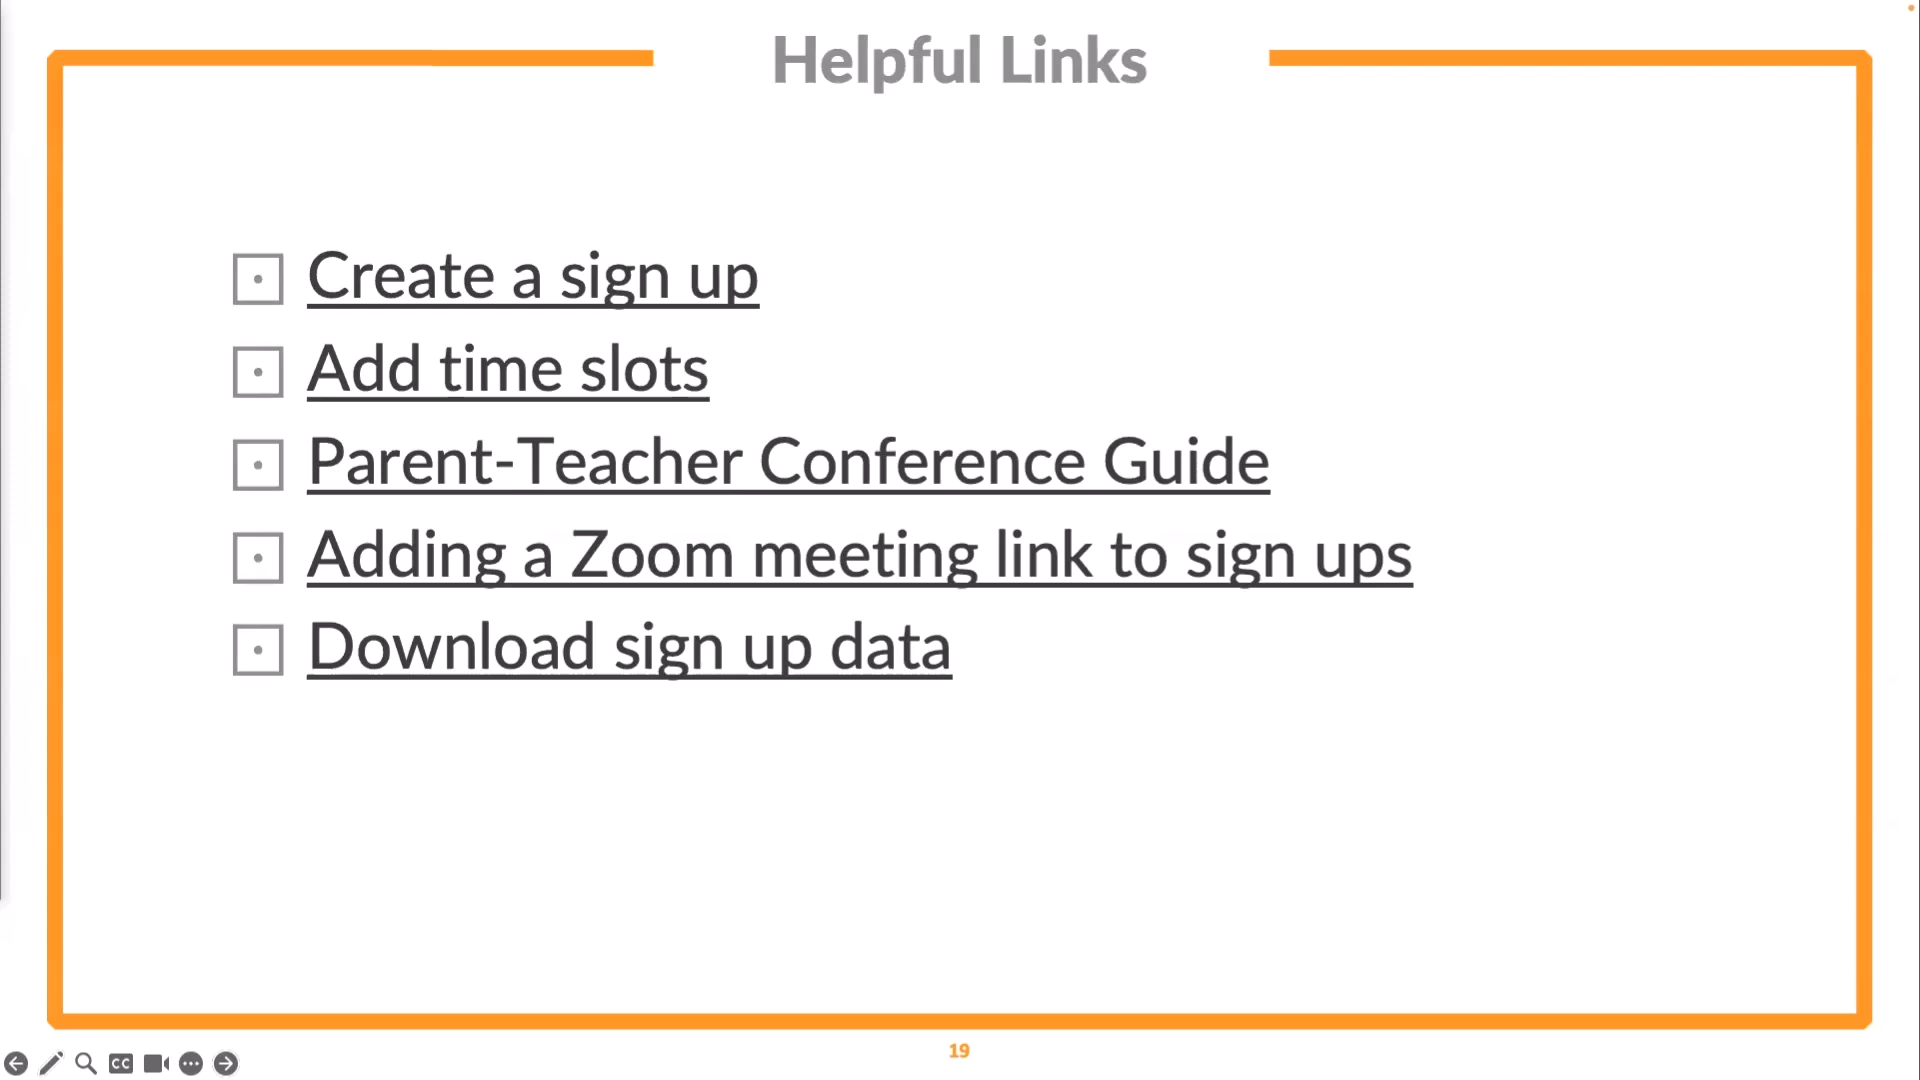 Helpful Links
Create a sign up
Add time slots
Parent-Teacher Conference Guide
Adding a Zoom meeting link to sign ups
Download sign up data
19
CC